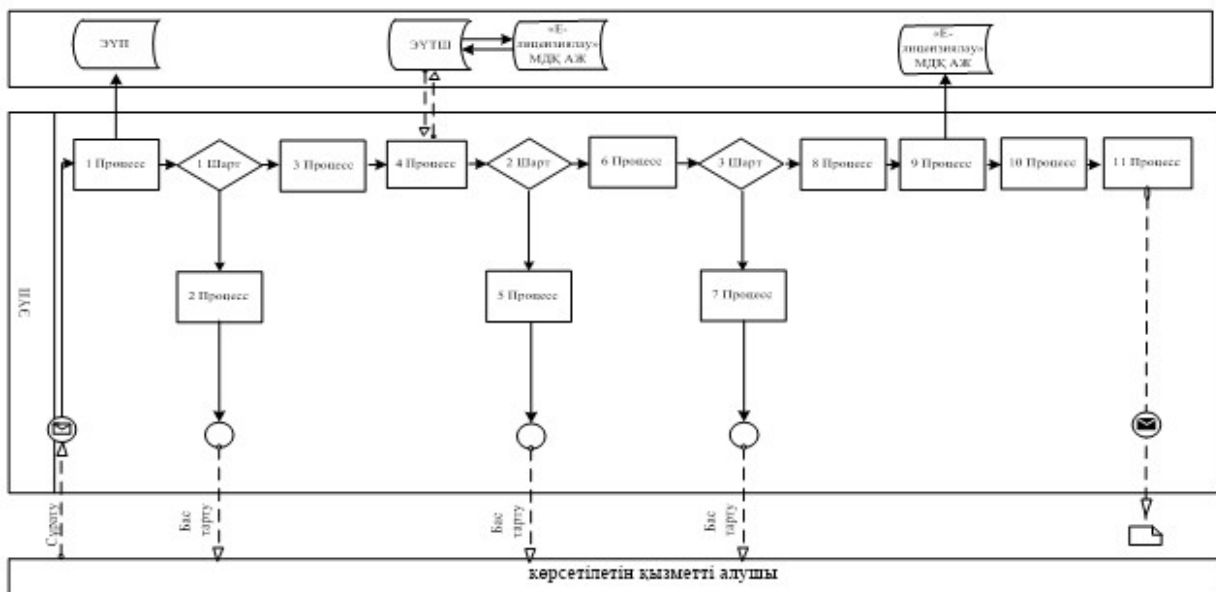 ЭҮП
ЭҮТШ
«Е-
лицензиялау»
МДҚ АЖ
«Е-
лицензиялау»
МДҚ АЖ
ЭҮП
1 Процесс
1 Шарт
3 Процесс
4 Процесс
2 Шарт
6 Процесс
3 Шарт
8 Процесс
9 Процесс
10 Процесс
11 Процесс
2 Процесс
5 Процесс
7 Процесс
Сұрату
Бас
тарту
Бас
тарту
Бас
тарту
көрсетілетін қызметті алушы